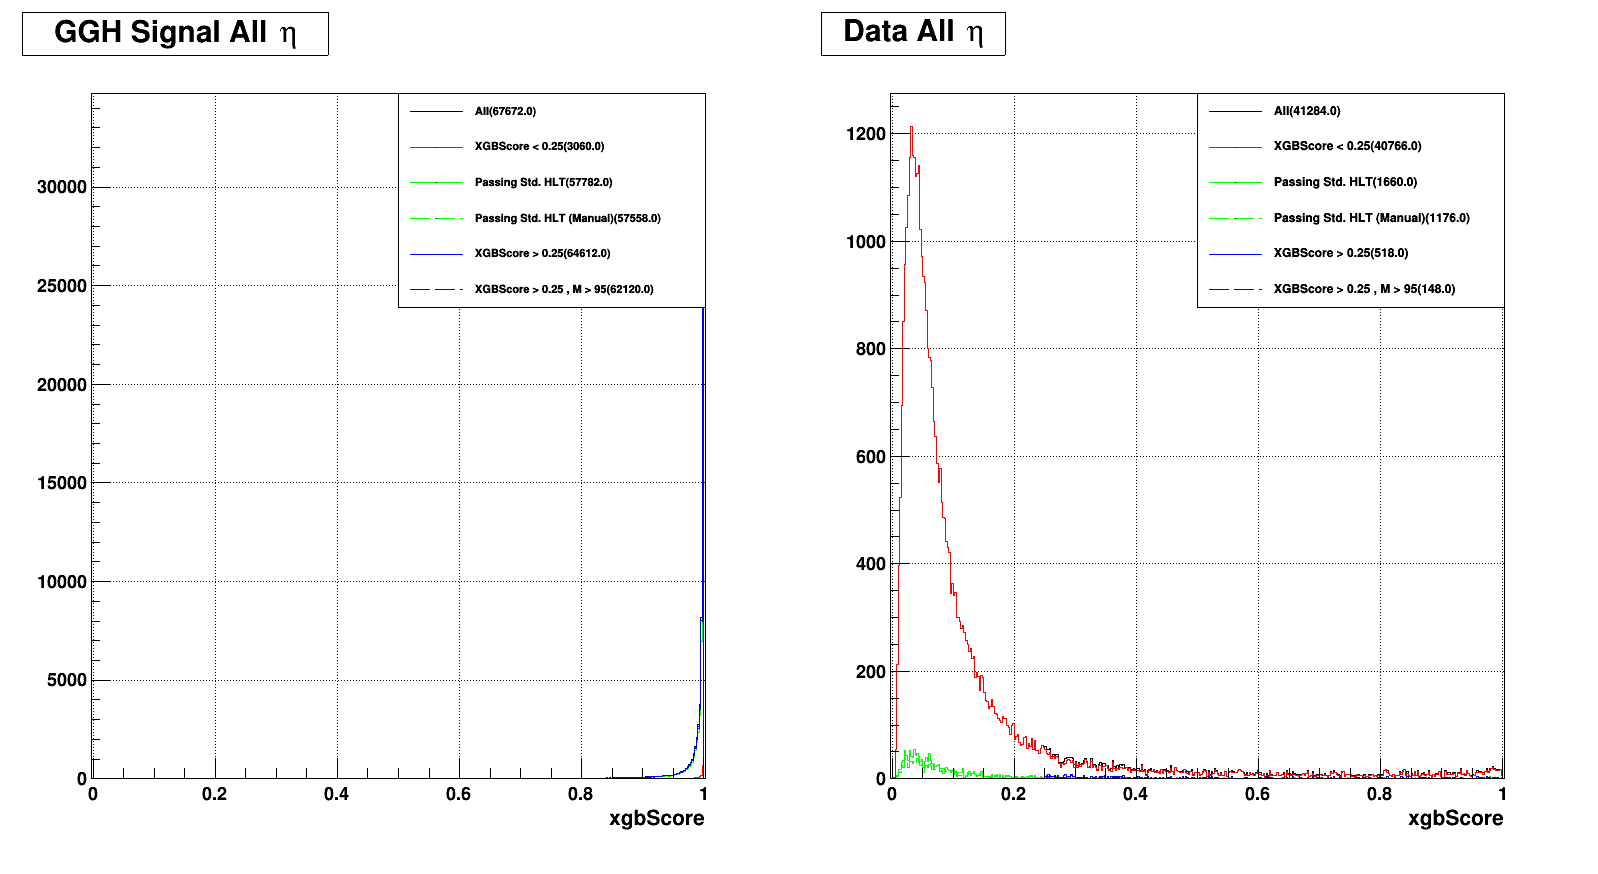 GGH Signal All η
All(67672.0)
XGBScore < 0.25(3060.0)
Passing Std. HLT(57782.0)
Passing Std. HLT (Manual)(57558.0)
XGBScore > 0.25(64612.0)
XGBScore > 0.25 , M > 95(62120.0)
30000
25000
20000
15000
10000
5000
0
0 0.2 0.4 0.6 0.8 1
xgbScore
Data All η
All(41284.0)
XGBScore < 0.25(40766.0)
Passing Std. HLT(1660.0)
Passing Std. HLT (Manual)(1176.0)
XGBScore > 0.25(518.0)
XGBScore > 0.25 , M > 95(148.0)
1200
1000
800
600
400
200
0
0 0.2 0.4 0.6 0.8 1
xgbScore